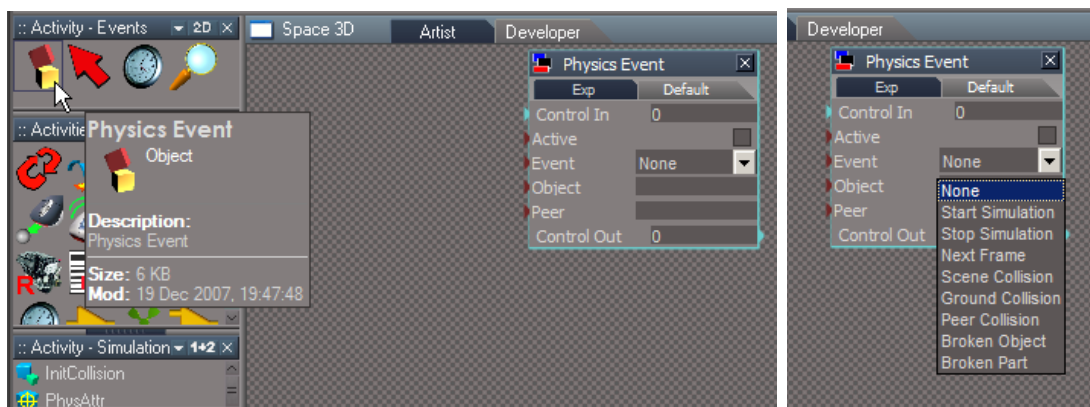 :: Activity - Events 2D
Space 3D Artist Developer
Physics Event
Exp Default
Control In 0
Active
Event None
Object
Peer
Control Out 0
:: Activitie
Physics Event
Object
Description:
Physics Event
Size: 6 KB
Mod: 19 Dec 2007, 19:47:48
R
:: Activity - Simulation 1+2
InitCollision
PhysAttr
Developer
Physics Event
Exp Default
Control In 0
Active
Event None
Object
Peer
Control Out
None
Start Simulation
Stop Simulation
Next Frame
Scene Collision
Ground Collision
Peer Collision
Broken Object
Broken Part